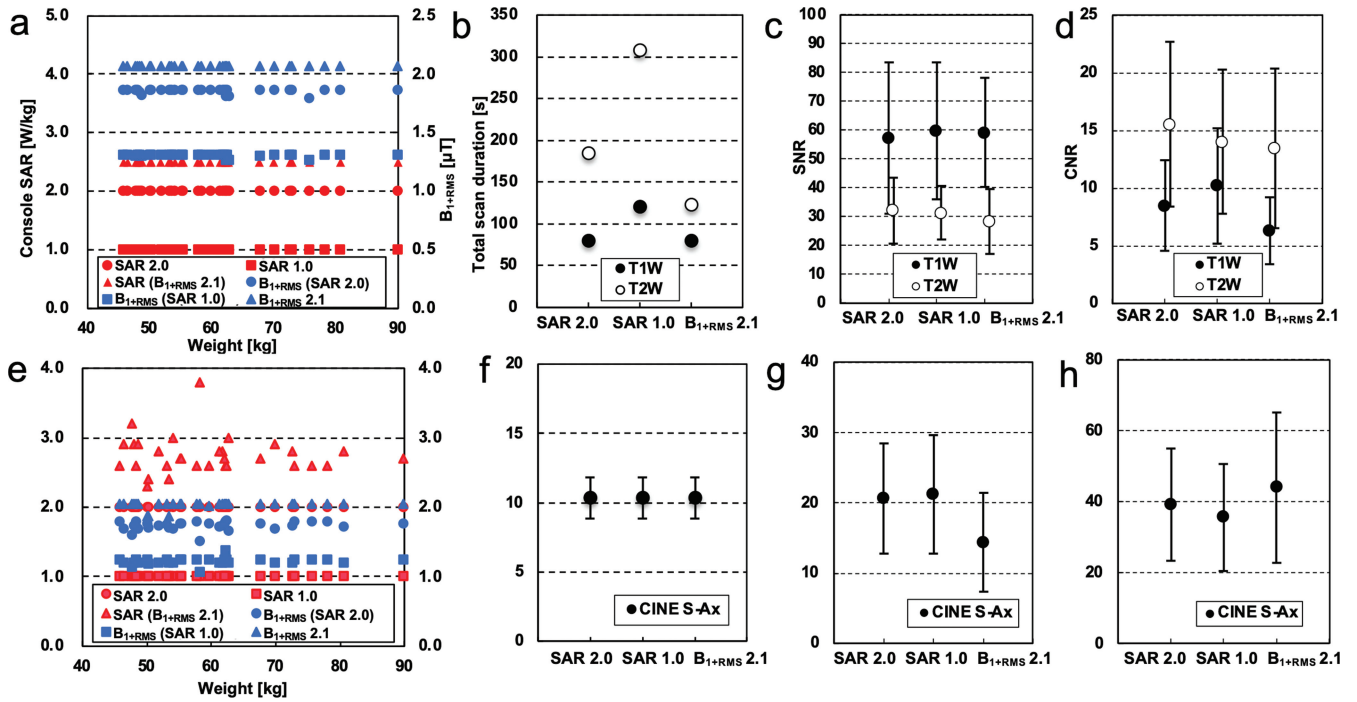 a
Console SAR [W/kg]
5.0
4.0
3.0
2.0
1.0
0.0
2.5
2.0
1.5
1.0
0.5
0.0
B1+RMS [µT]
SAR 2.0
SAR 1.0
SAR (B1+RMS 2.1)
B1+RMS (SAR 2.0)
B1+RMS (SAR 1.0)
B1+RMS 2.1
40 50 60 70 80 90
Weight [kg]
b
Total scan duration [s]
350
300
250
200
150
100
50
0
T1W
T2W
SAR 2.0 SAR 1.0 B1+RMS 2.1
c
SNR
100
90
80
70
60
50
40
30
20
10
0
T1W
T2W
SAR 2.0 SAR 1.0 B1+RMS 2.1
d
CNR
25
20
15
10
5
0
T1W
T2W
SAR 2.0 SAR 1.0 B1+RMS 2.1
e
4.0
3.0
2.0
1.0
0.0
4.0
3.0
2.0
1.0
0.0
SAR 2.0
SAR 1.0
SAR (B1+RMS 2.1)
B1+RMS (SAR 2.0)
B1+RMS (SAR 1.0)
B1+RMS 2.1
40 50 60 70 80 90
Weight [kg]
f
20
15
10
5
0
CINE S-Ax
SAR 2.0 SAR 1.0 B1+RMS 2.1
g
40
30
20
10
0
CINE S-Ax
SAR 2.0 SAR 1.0 B1+RMS 2.1
h
80
60
40
20
0
CINE S-Ax
SAR 2.0 SAR 1.0 B1+RMS 2.1